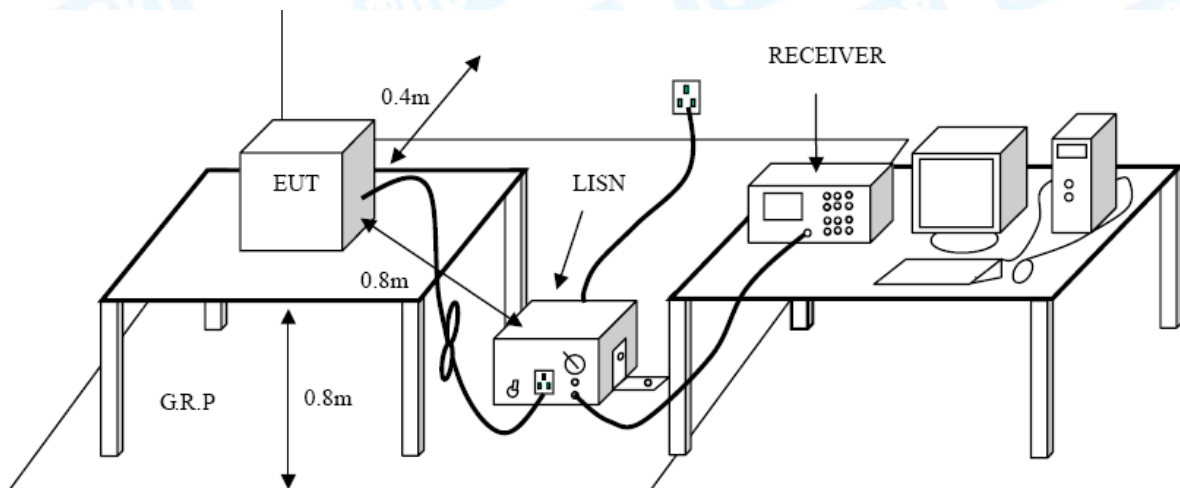 RECEIVER
0.4m
EUT
LISN
0.8m
G.R.P
0.8m